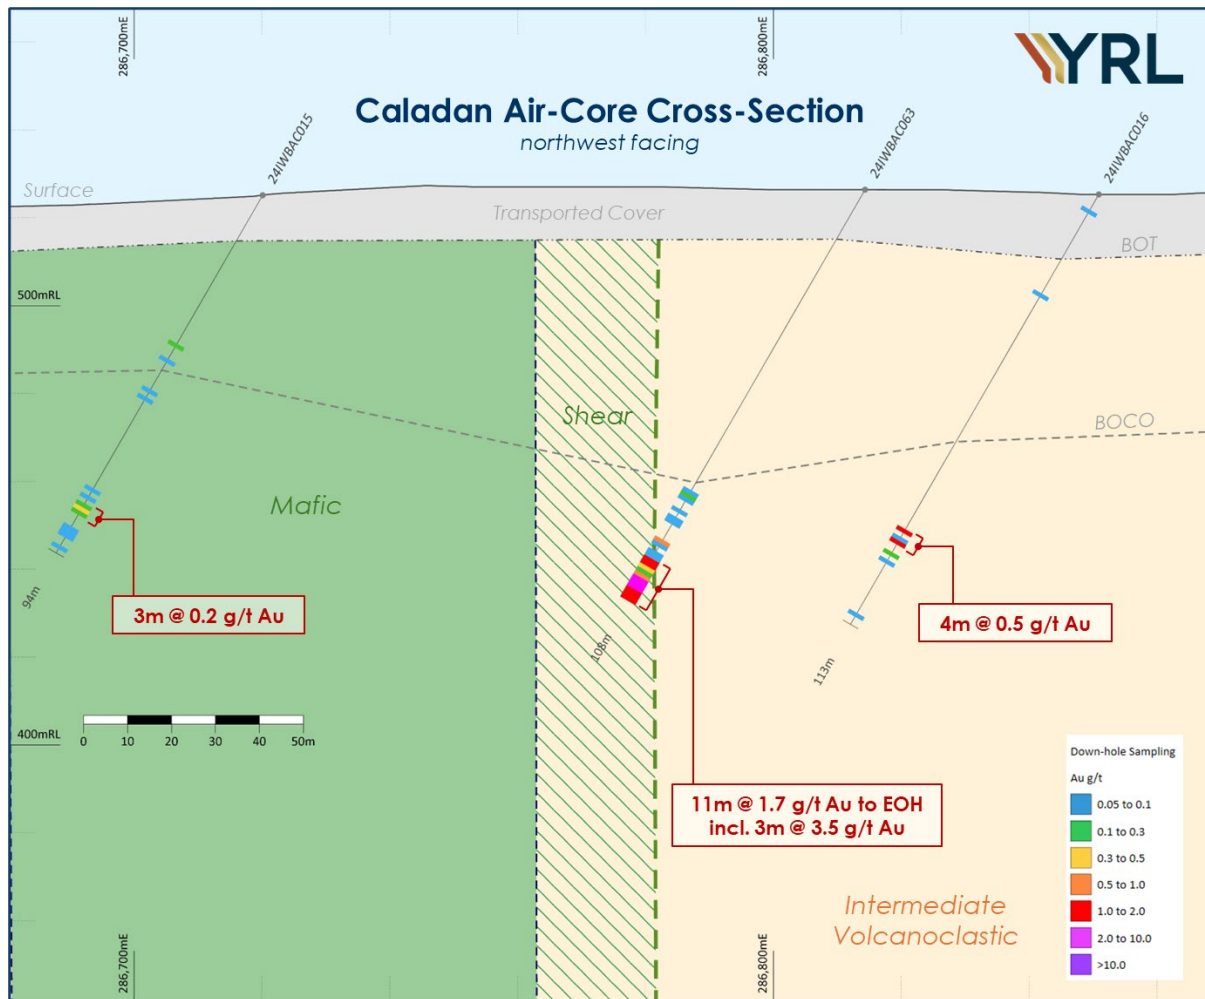 286,700mE
286,800mE
YRL
Caladan Air-Core Cross-Section
northwest facing
24IWBAC015
24IWBAC063
24IWBAC016
Surface
Transported Cover
BOT
500mRL
Shear
BOCO
Mafic
94m
3m @ 0.2 g/t Au
108m
4m @ 0.5 g/t Au
113m
0 10 20 30 40 50m
400mRL
11m @ 1.7 g/t Au to EOH
incl. 3m @ 3.5 g/t Au
Down-hole Sampling
Au g/t
0.05 to 0.1
0.1 to 0.3
0.3 to 0.5
0.5 to 1.0
1.0 to 2.0
2.0 to 10.0
>10.0
Intermediate
Volcanoclastic
286,700mE
286,800mE